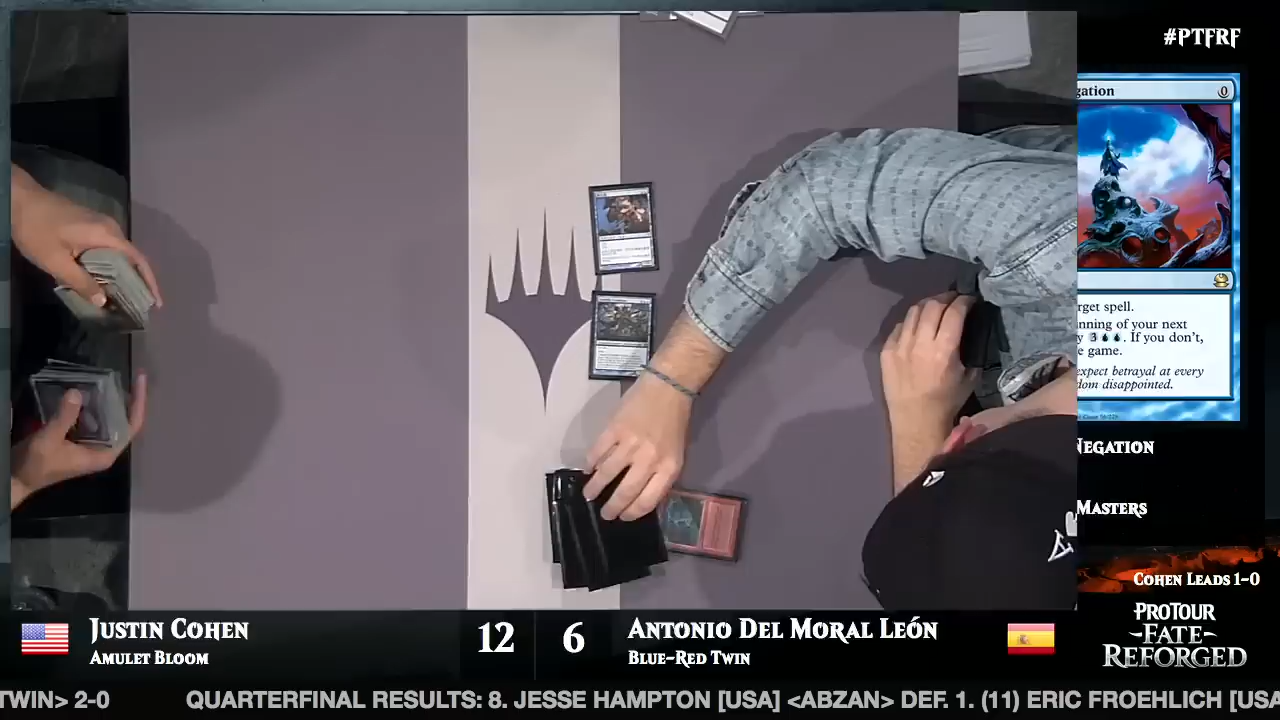 #PTFRF
gation 0
rget spell.
nning of your next
y 3. If you don't,
e game.
expect betrayal at every
dom disappointed.
NEGATION
MASTERS
COHEN LEADS 1-0
PROTOUR
-FATE-
REFORGED
JUSTIN COHEN
AMULET BLOOM
12 6
ANTONIO DEL MORAL LEÓN
BLUE-RED TWIN
TWIN> 2-0 QUARTERFINAL RESULTS: 8. JESSE HAMPTON [USA] <ABZAN> DEF. 1. (11) ERIC FROEHLICH [USA